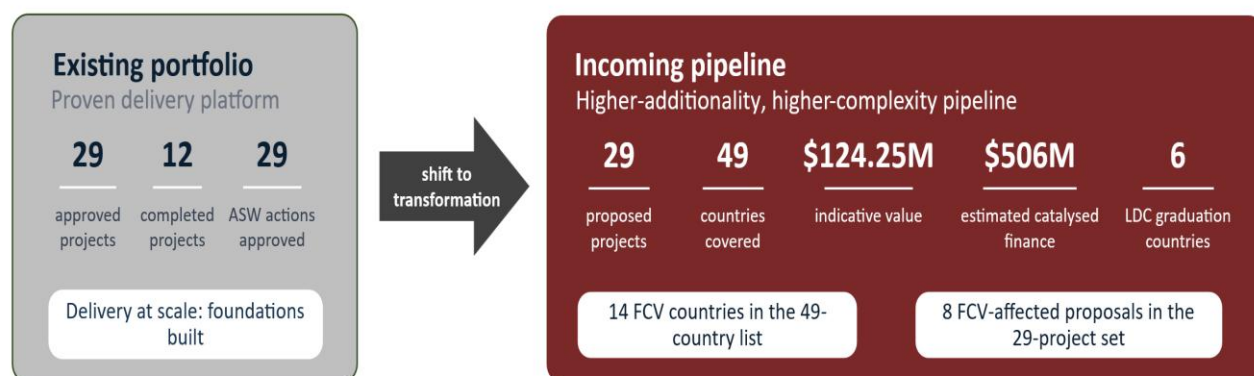 Existing portfolio
Proven delivery platform
29
12
29
approved
projects
completed
projects
ASW actions
approved
Delivery at scale: foundations
built
shift to
transformation
Incoming pipeline
Higher-additionality, higher-complexity pipeline
29
49
$124.25M
$506M
6
proposed
projects
countries
covered
indicative value
estimated catalysed
finance
LDC graduation
countries
14 FCV countries in the 49-
country list
8 FCV-affected proposals in the
29-project set